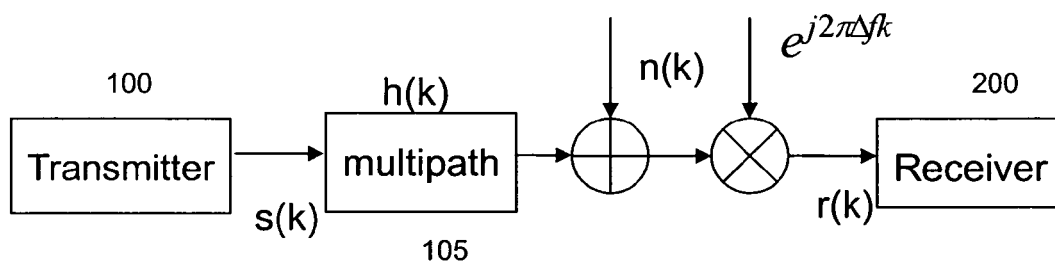 e^{j2πΔfk}
n(k)
100
h(k)
200
Transmitter
multipath
Receiver
s(k)
r(k)
105